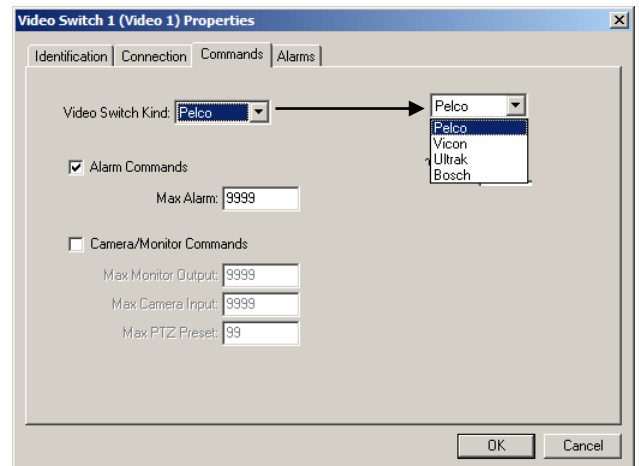 Video Switch 1 (Video 1) Properties
Identification Connection Commands Alarms
Video Switch Kind: Pelco
Pelco
Pelco
Vicon
Ultrak
Bosch
Alarm Commands
Max Alarm: 9999
Camera/Monitor Commands
Max Monitor Output: 9999
Max Camera Input: 9999
Max PTZ Preset: 99
OK Cancel